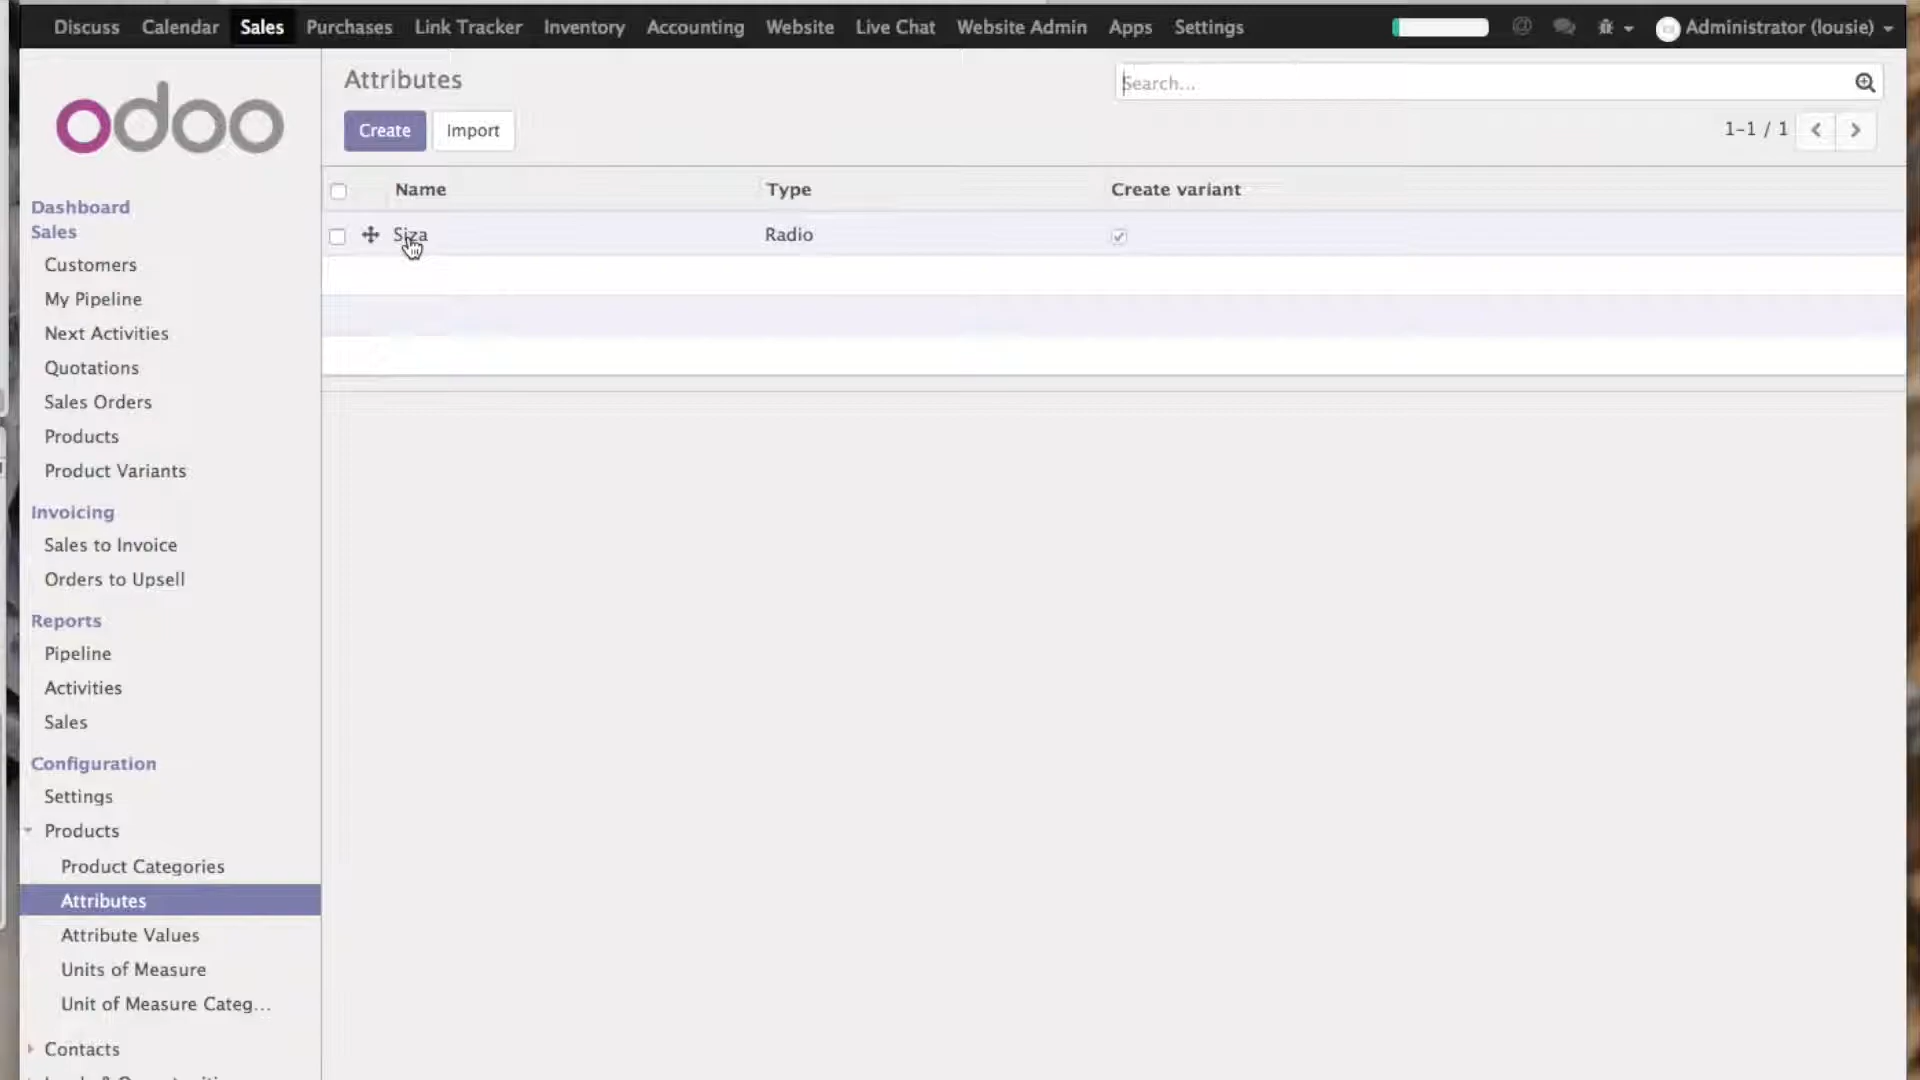 Discuss Calendar Sales Purchases Link Tracker Inventory Accounting Website Live Chat Website Admin Apps Settings @ Administrator (lousie)
odoo
Attributes
Search...
Create Import
1-1 / 1
Name Type Create variant
Siza Radio
Dashboard
Sales
Customers
My Pipeline
Next Activities
Quotations
Sales Orders
Products
Product Variants
Invoicing
Sales to Invoice
Orders to Upsell
Reports
Pipeline
Activities
Sales
Configuration
Settings
Products
Product Categories
Attributes
Attribute Values
Units of Measure
Unit of Measure Categ...
Contacts